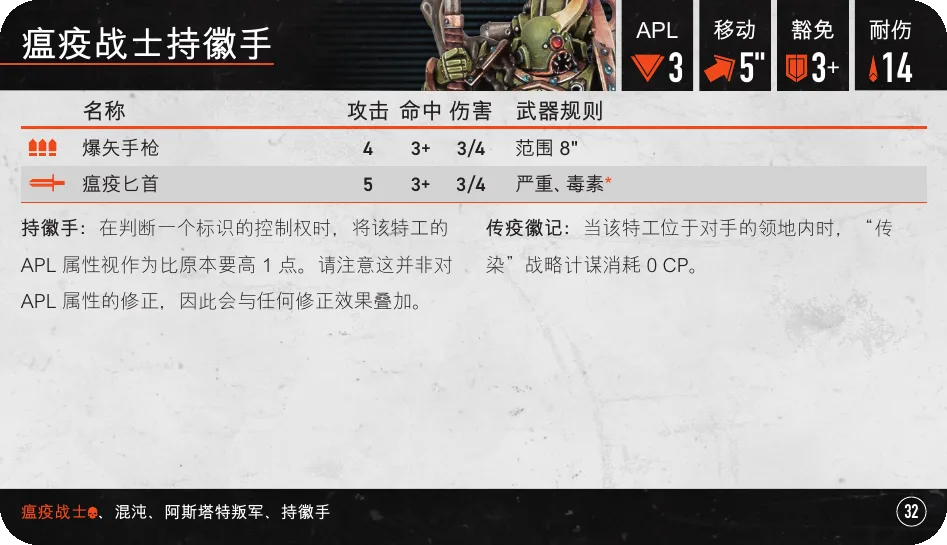 瘟疫战士持徽手
APL 移动 豁免 耐伤
3 5" 3+ 14
名称 攻击 命中 伤害 武器规则
爆矢手枪 4 3+ 3/4 范围 8"
瘟疫匕首 5 3+ 3/4 严重、毒素*
持徽手：在判断一个标识的控制权时，将该特工的
APL 属性视作为比原本要高 1 点。请注意这并非对
APL 属性的修正，因此会与任何修正效果叠加。
传疫徽记：当该特工位于对手的领地内时，“传
染”战略计谋消耗 0 CP。
瘟疫战士、混沌、阿斯塔特叛军、持徽手
32